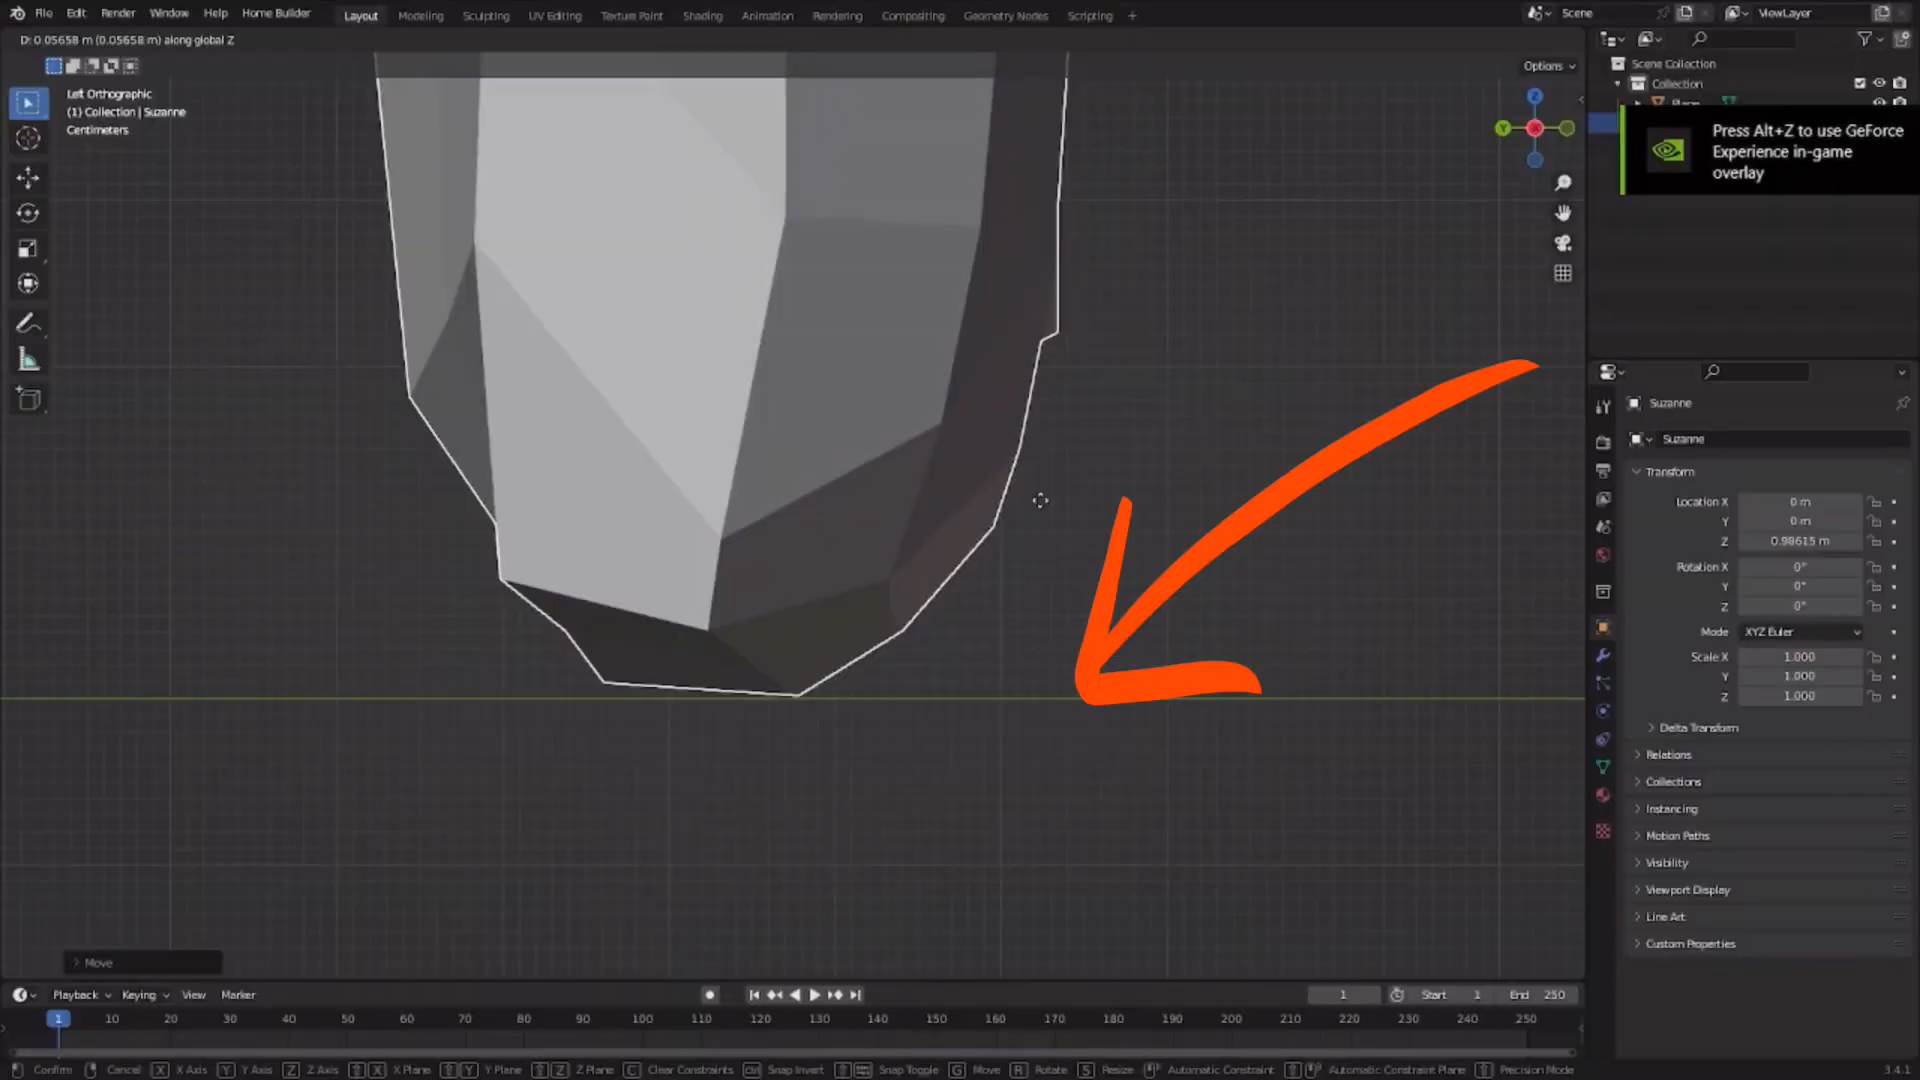 File Edit Render Window Help Home Builder Layout Modeling Sculpting UV Editing Texture Paint Shading Animation Rendering Compositing Geometry Nodes Scripting + Scene ViewLayer
D: 0.05658 m (0.05658 m) along global Z
Options
Left Orthographic
(1) Collection | Suzanne
Centimeters
Z
Y
Scene Collection
Collection
Plane
Press Alt+Z to use GeForce
Experience in-game
overlay
Suzanne
Suzanne
Transform
Location X 0 m
Y 0 m
Z 0.98615 m
Rotation X 0°
Y 0°
Z 0°
Mode XYZ Euler
Scale X 1.000
Y 1.000
Z 1.000
Delta Transform
Relations
Collections
Instancing
Motion Paths
Visibility
Viewport Display
Line Art
Custom Properties
Move
Playback Keying View Marker 1 Start 1 End 250
1 10 20 30 40 50 60 70 80 90 100 110 120 130 140 150 160 170 180 190 200 210 220 230 240 250
Confirm Cancel X X Axis Y Y Axis Z Z Axis X X Plane Y Y Plane Z Z Plane C Clear Constraints Ctrl Snap Invert Snap Toggle G Move R Rotate S Resize Automatic Constraint Automatic Constraint Plane Precision Mode 3.4.1